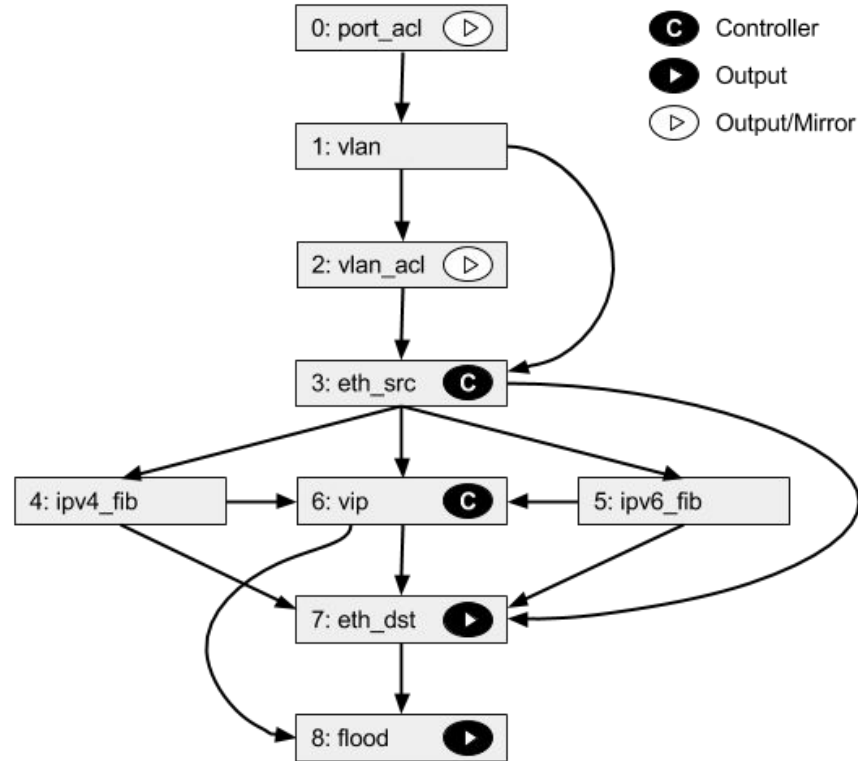 0: port_acl
C Controller
Output
Output/Mirror
1: vlan
2: vlan_acl
3: eth_src C
4: ipv4_fib
6: vip C
5: ipv6_fib
7: eth_dst
8: flood